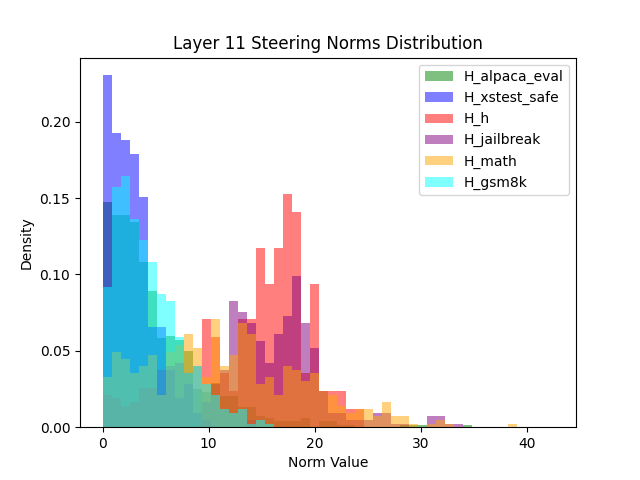 Layer 11 Steering Norms Distribution
H_alpaca_eval
H_xstest_safe
H_h
H_jailbreak
H_math
H_gsm8k
0.20
0.15
0.10
0.05
0.00
Density
0 10 20 30 40
Norm Value